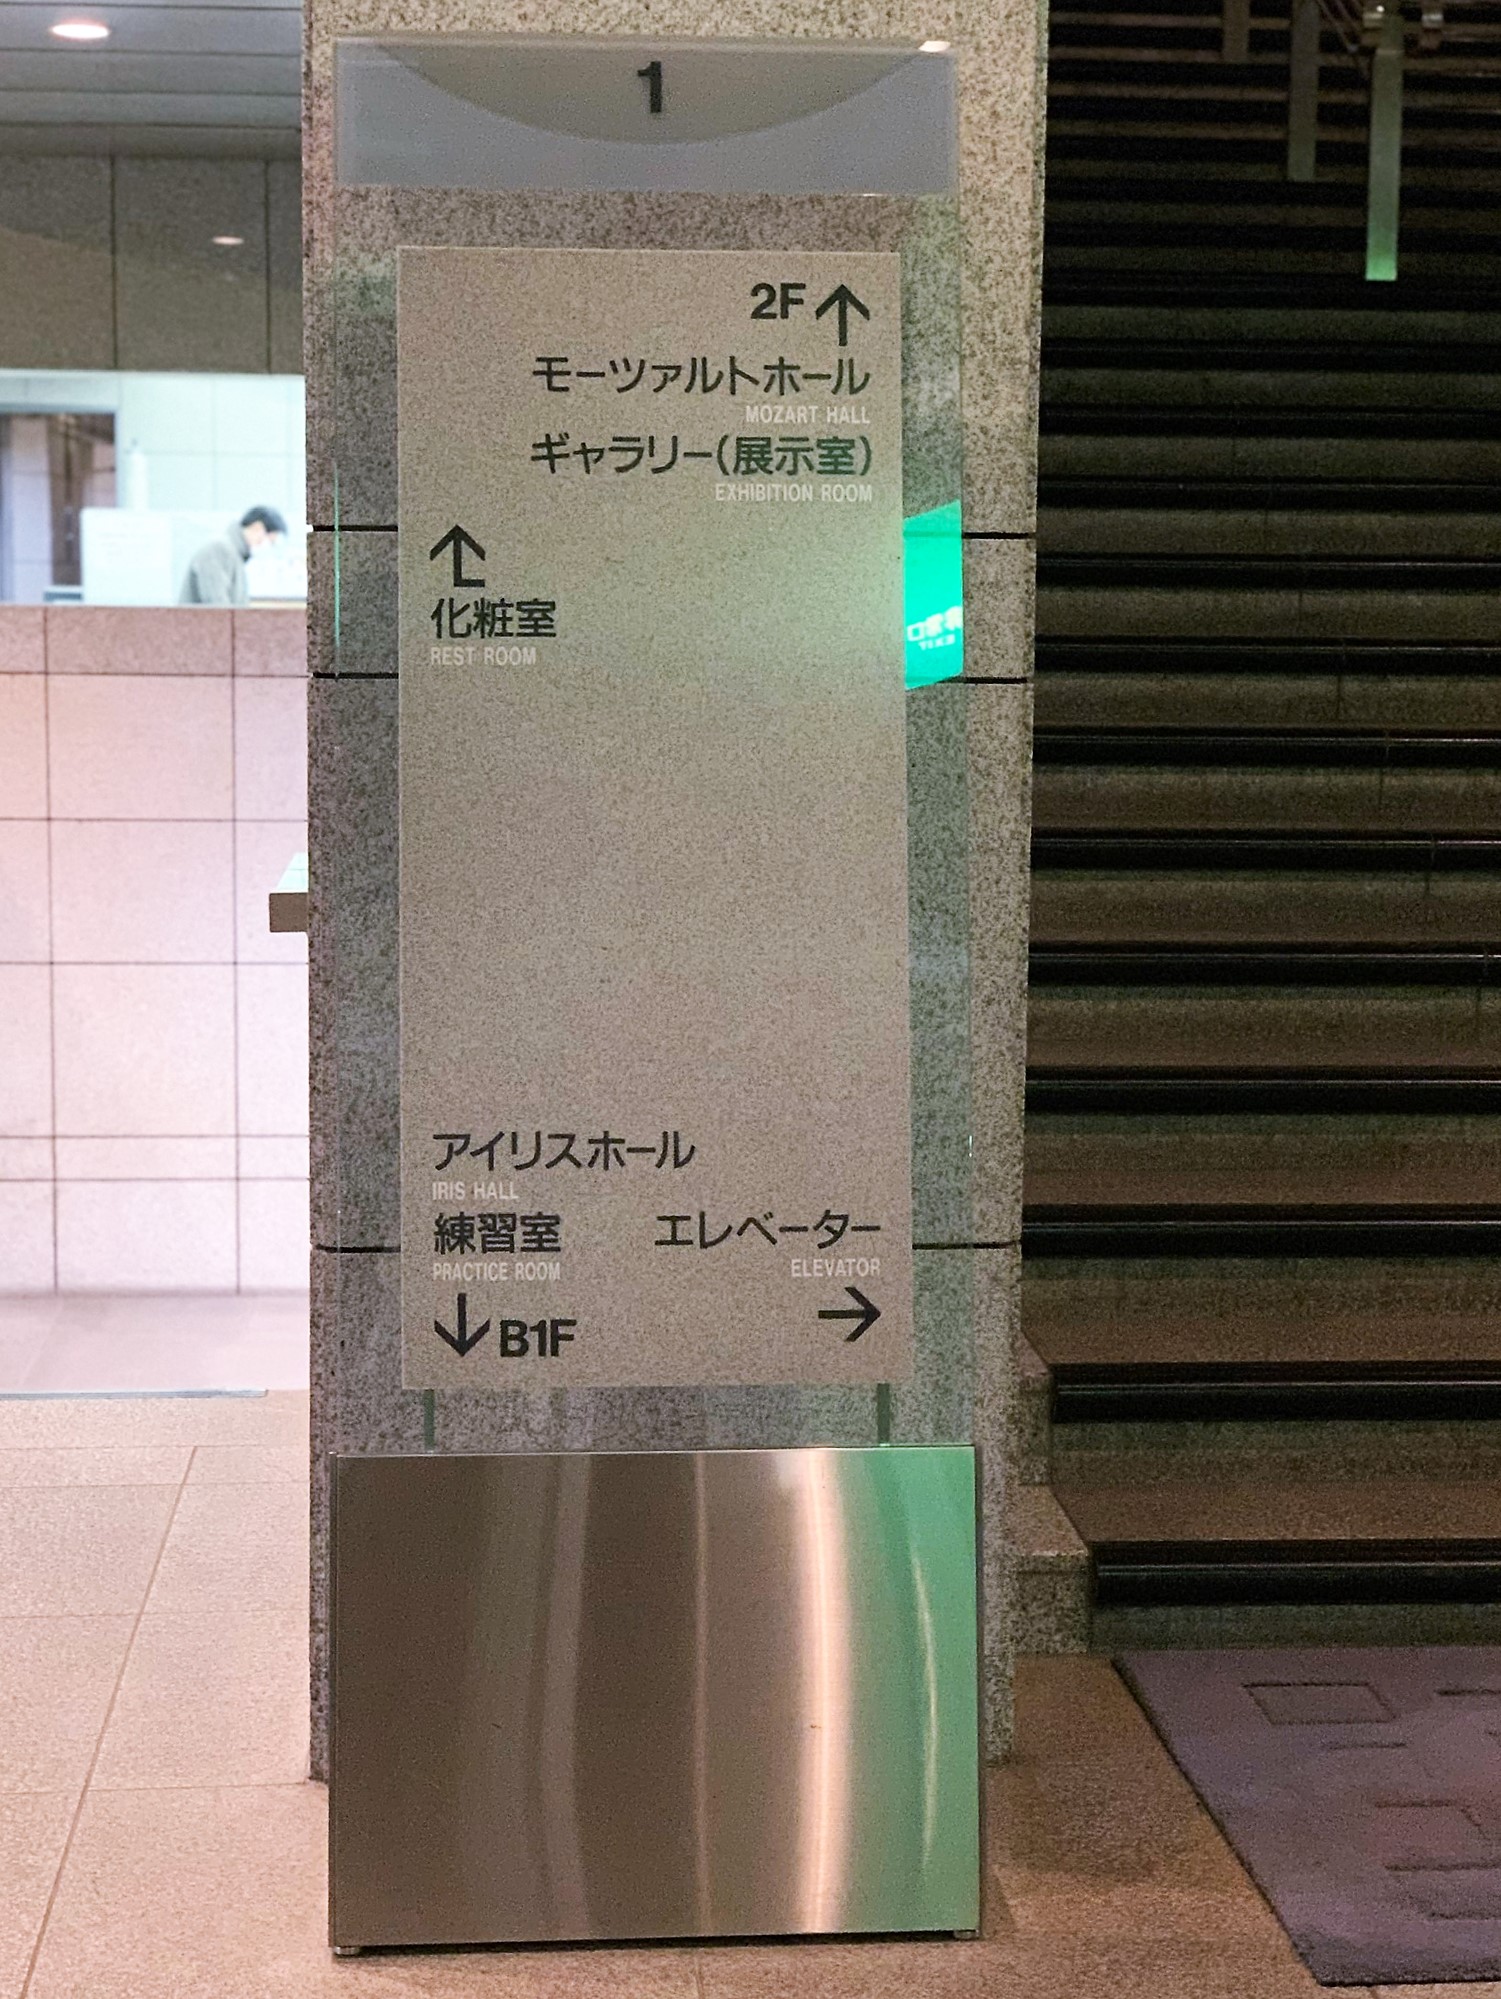 1
2F ↑
モーツァルトホール
MOZART HALL
ギャラリー(展示室)
EXHIBITION ROOM
化粧室
REST ROOM
アイリスホール
IRIS HALL
練習室
PRACTICE ROOM
↓ B1F
エレベーター
ELEVATOR
→